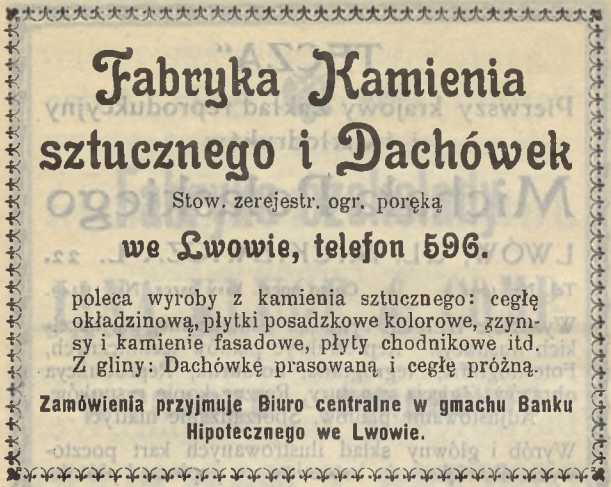 Fabryka Kamienia
sztucznego i Dachówek
Stow. zerejestr. ogr. poręką
we Lwowie, telefon 596.
poleca wyroby z kamienia sztucznego: cegłę
okładzinową, płytki posadzkowe kolorowe, gzym-
sy i kamienie fasadowe, płyty chodnikowe itd.
Z gliny: Dachówkę prasowaną i cegłę próżną.
Zamówienia przyjmuje Biuro centralne w gmachu Banku
Hipotecznego we Lwowie.